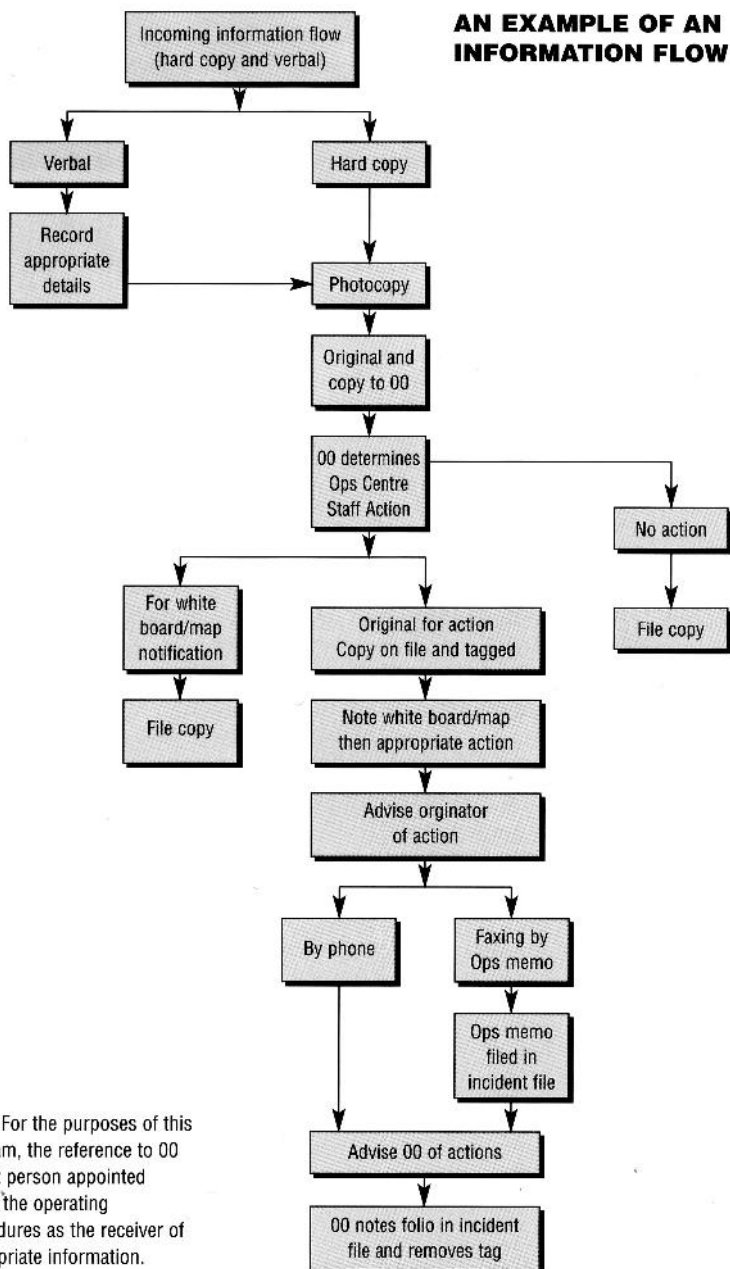 AN EXAMPLE OF AN
INFORMATION FLOW
Incoming information flow
(hard copy and verbal)
Verbal
Hard copy
Record
appropriate
details
Photocopy
Original and
copy to 00
00 determines
Ops Centre
Staff Action
No action
File copy
For white
board/map
notification
File copy
Original for action
Copy on file and tagged
Note white board/map
then appropriate action
Advise orginator
of action
By phone
Faxing by
Ops memo
Ops memo
filed in
incident file
Advise 00 of actions
00 notes folio in incident
file and removes tag
For the purposes of this
am, the reference to 00
person appointed
the operating
dures as the receiver of
priate information.